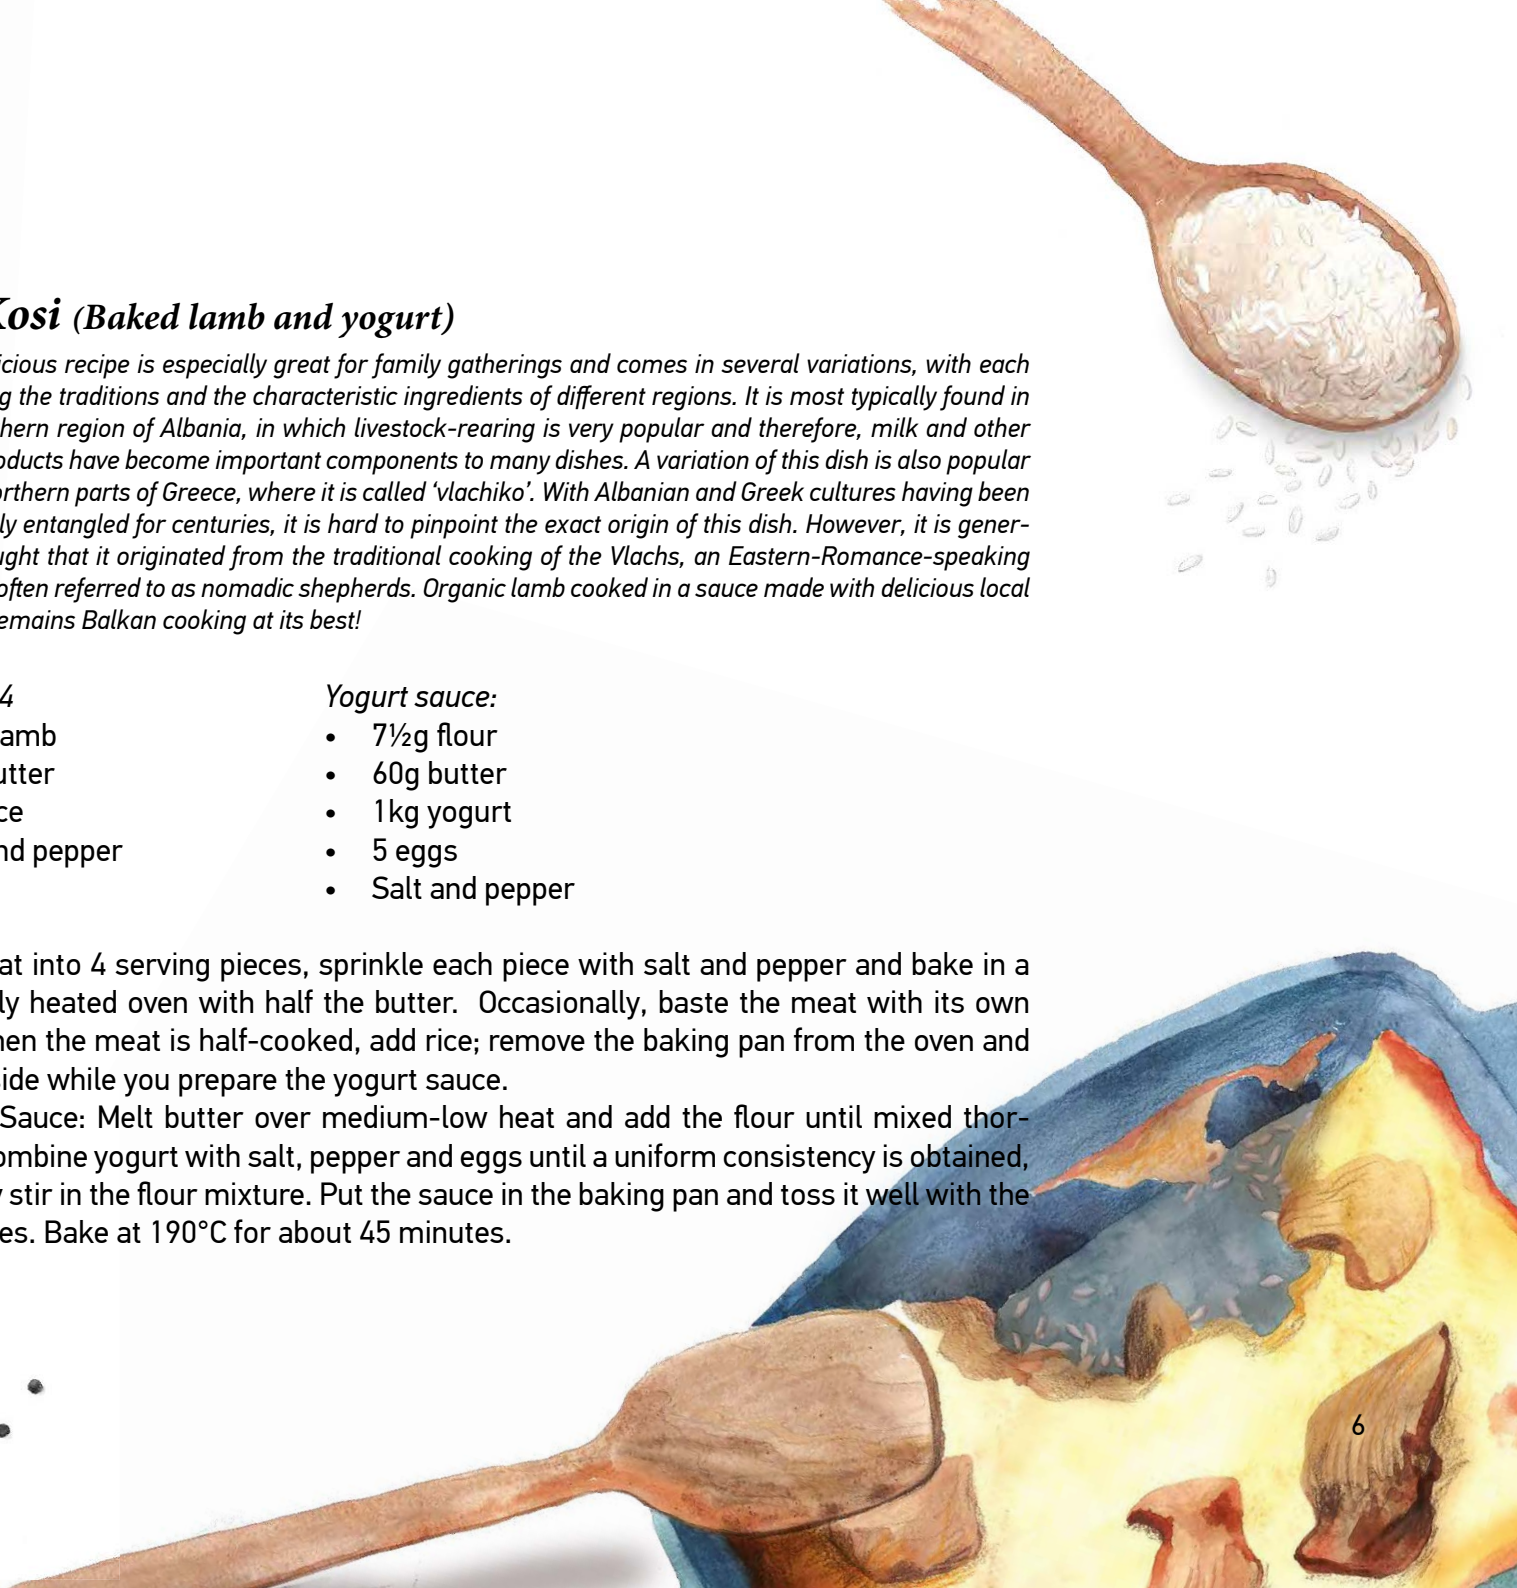 Kosi (Baked lamb and yogurt)
icious recipe is especially great for family gatherings and comes in several variations, with each
g the traditions and the characteristic ingredients of different regions. It is most typically found in
hern region of Albania, in which livestock-rearing is very popular and therefore, milk and other
oducts have become important components to many dishes. A variation of this dish is also popular
orthern parts of Greece, where it is called ‘vlachiko’. With Albanian and Greek cultures having been
ly entangled for centuries, it is hard to pinpoint the exact origin of this dish. However, it is gener-
ught that it originated from the traditional cooking of the Vlachs, an Eastern-Romance-speaking
often referred to as nomadic shepherds. Organic lamb cooked in a sauce made with delicious local
emains Balkan cooking at its best!
4
amb
utter
ce
nd pepper
Yogurt sauce:
• 7½g flour
• 60g butter
• 1kg yogurt
• 5 eggs
• Salt and pepper
at into 4 serving pieces, sprinkle each piece with salt and pepper and bake in a
ly heated oven with half the butter. Occasionally, baste the meat with its own
hen the meat is half-cooked, add rice; remove the baking pan from the oven and
side while you prepare the yogurt sauce.
Sauce: Melt butter over medium-low heat and add the flour until mixed thor-
ombine yogurt with salt, pepper and eggs until a uniform consistency is obtained,
y stir in the flour mixture. Put the sauce in the baking pan and toss it well with the
es. Bake at 190°C for about 45 minutes.
6